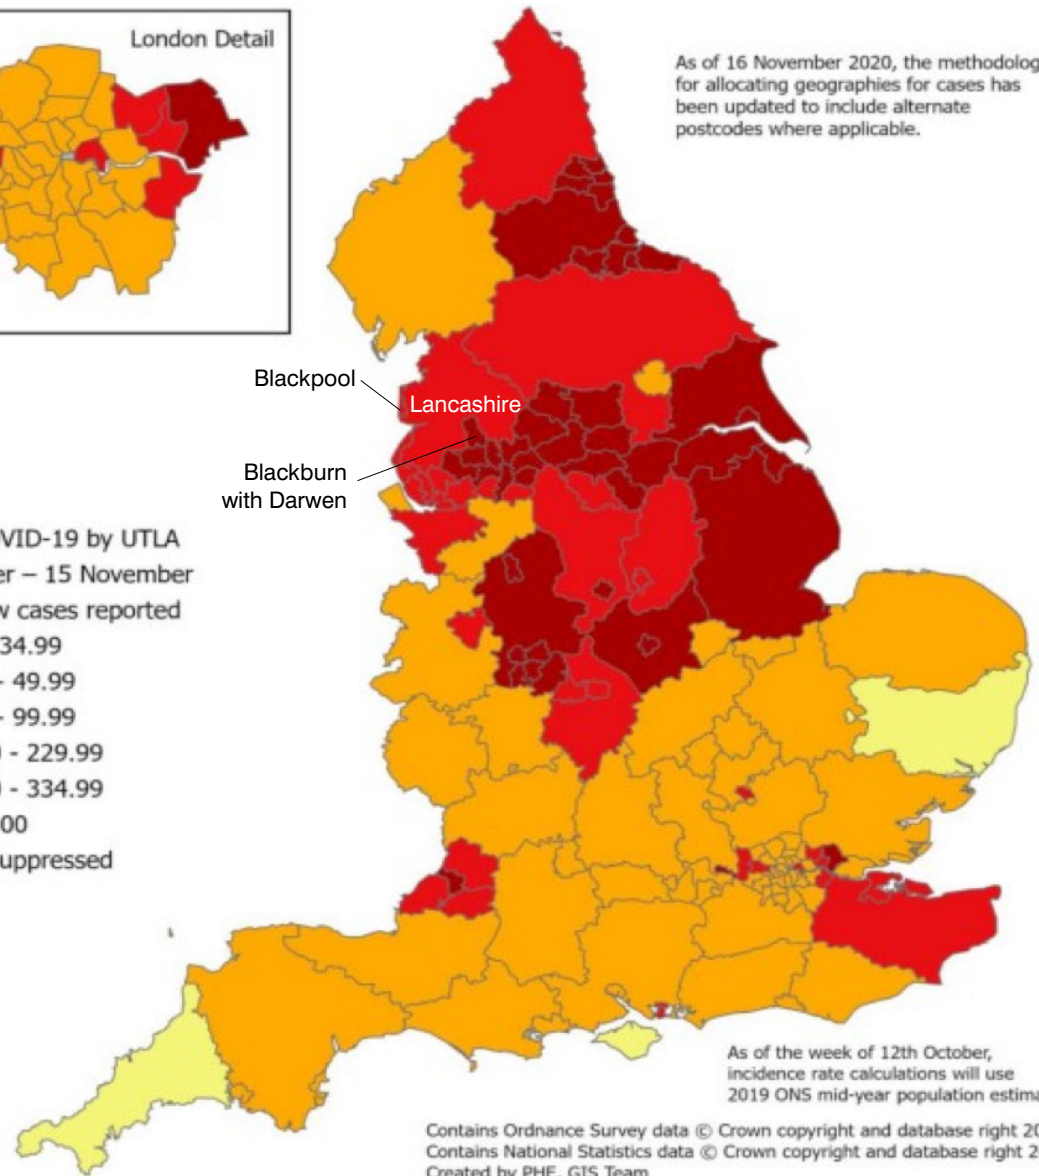 London Detail
As of 16 November 2020, the methodolog
for allocating geographies for cases has
been updated to include alternate
postcodes where applicable.
Blackpool
Lancashire
Blackburn
with Darwen
VID-19 by UTLA
er – 15 November
w cases reported
34.99
- 49.99
- 99.99
- 229.99
- 334.99
00
uppressed
As of the week of 12th October,
incidence rate calculations will use
2019 ONS mid-year population estima
Contains Ordnance Survey data © Crown copyright and database right 20
Contains National Statistics data © Crown copyright and database right 2
Created by PHE, GIS Team